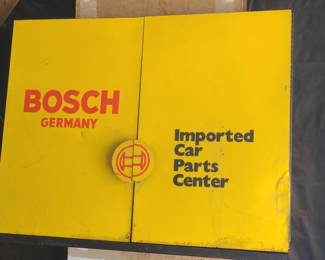 BOSCH
GERMANY
Imported
Car
Parts
Center